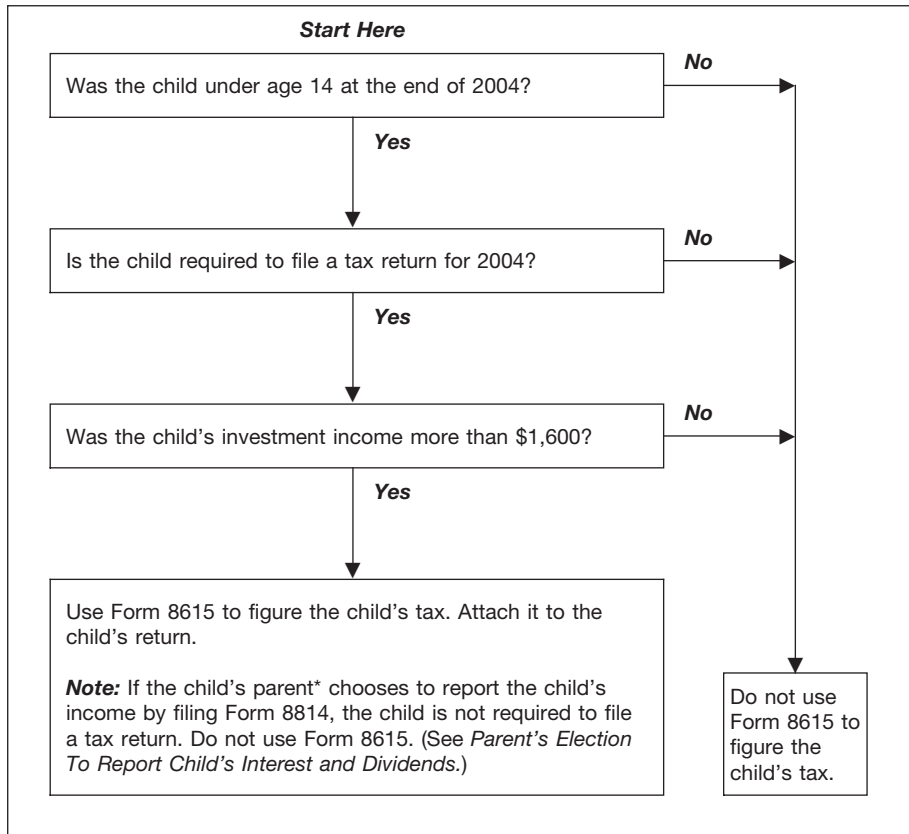 Start Here
Was the child under age 14 at the end of 2004?
No
Yes
Is the child required to file a tax return for 2004?
No
Yes
Was the child's investment income more than $1,600?
No
Yes
Use Form 8615 to figure the child's tax. Attach it to the
child's return.
Note: If the child's parent* chooses to report the child's
income by filing Form 8814, the child is not required to file
a tax return. Do not use Form 8615. (See Parent's Election
To Report Child's Interest and Dividends.)
Do not use
Form 8615 to
figure the
child's tax.